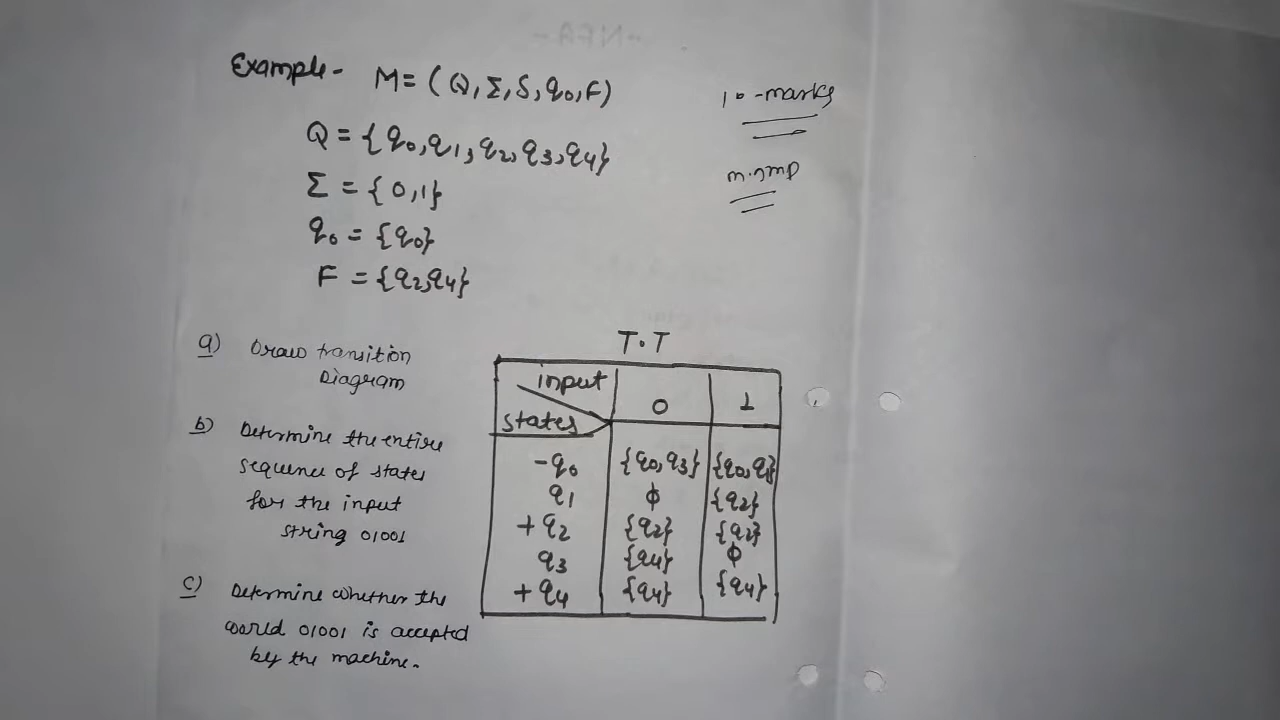 Example- M=(Q,Σ,δ,q0,F)
10-marks
Q={q0,q1,q2,q3,q4}
Σ={0,1}
q0={q0}
F={q2,q4}
a) Draw transition
Diagram
b) Determine the entire
sequence of states
for the input
string 01001
c) Determine whether the
world 01001 is accepted
by the machine.
T.T
input
states
0 1
-q0 {q0,q3} {q0,q1}
q1 ϕ {q2}
+q2 {q2} {q2}
q3 {q4} ϕ
+q4 {q4} {q4}